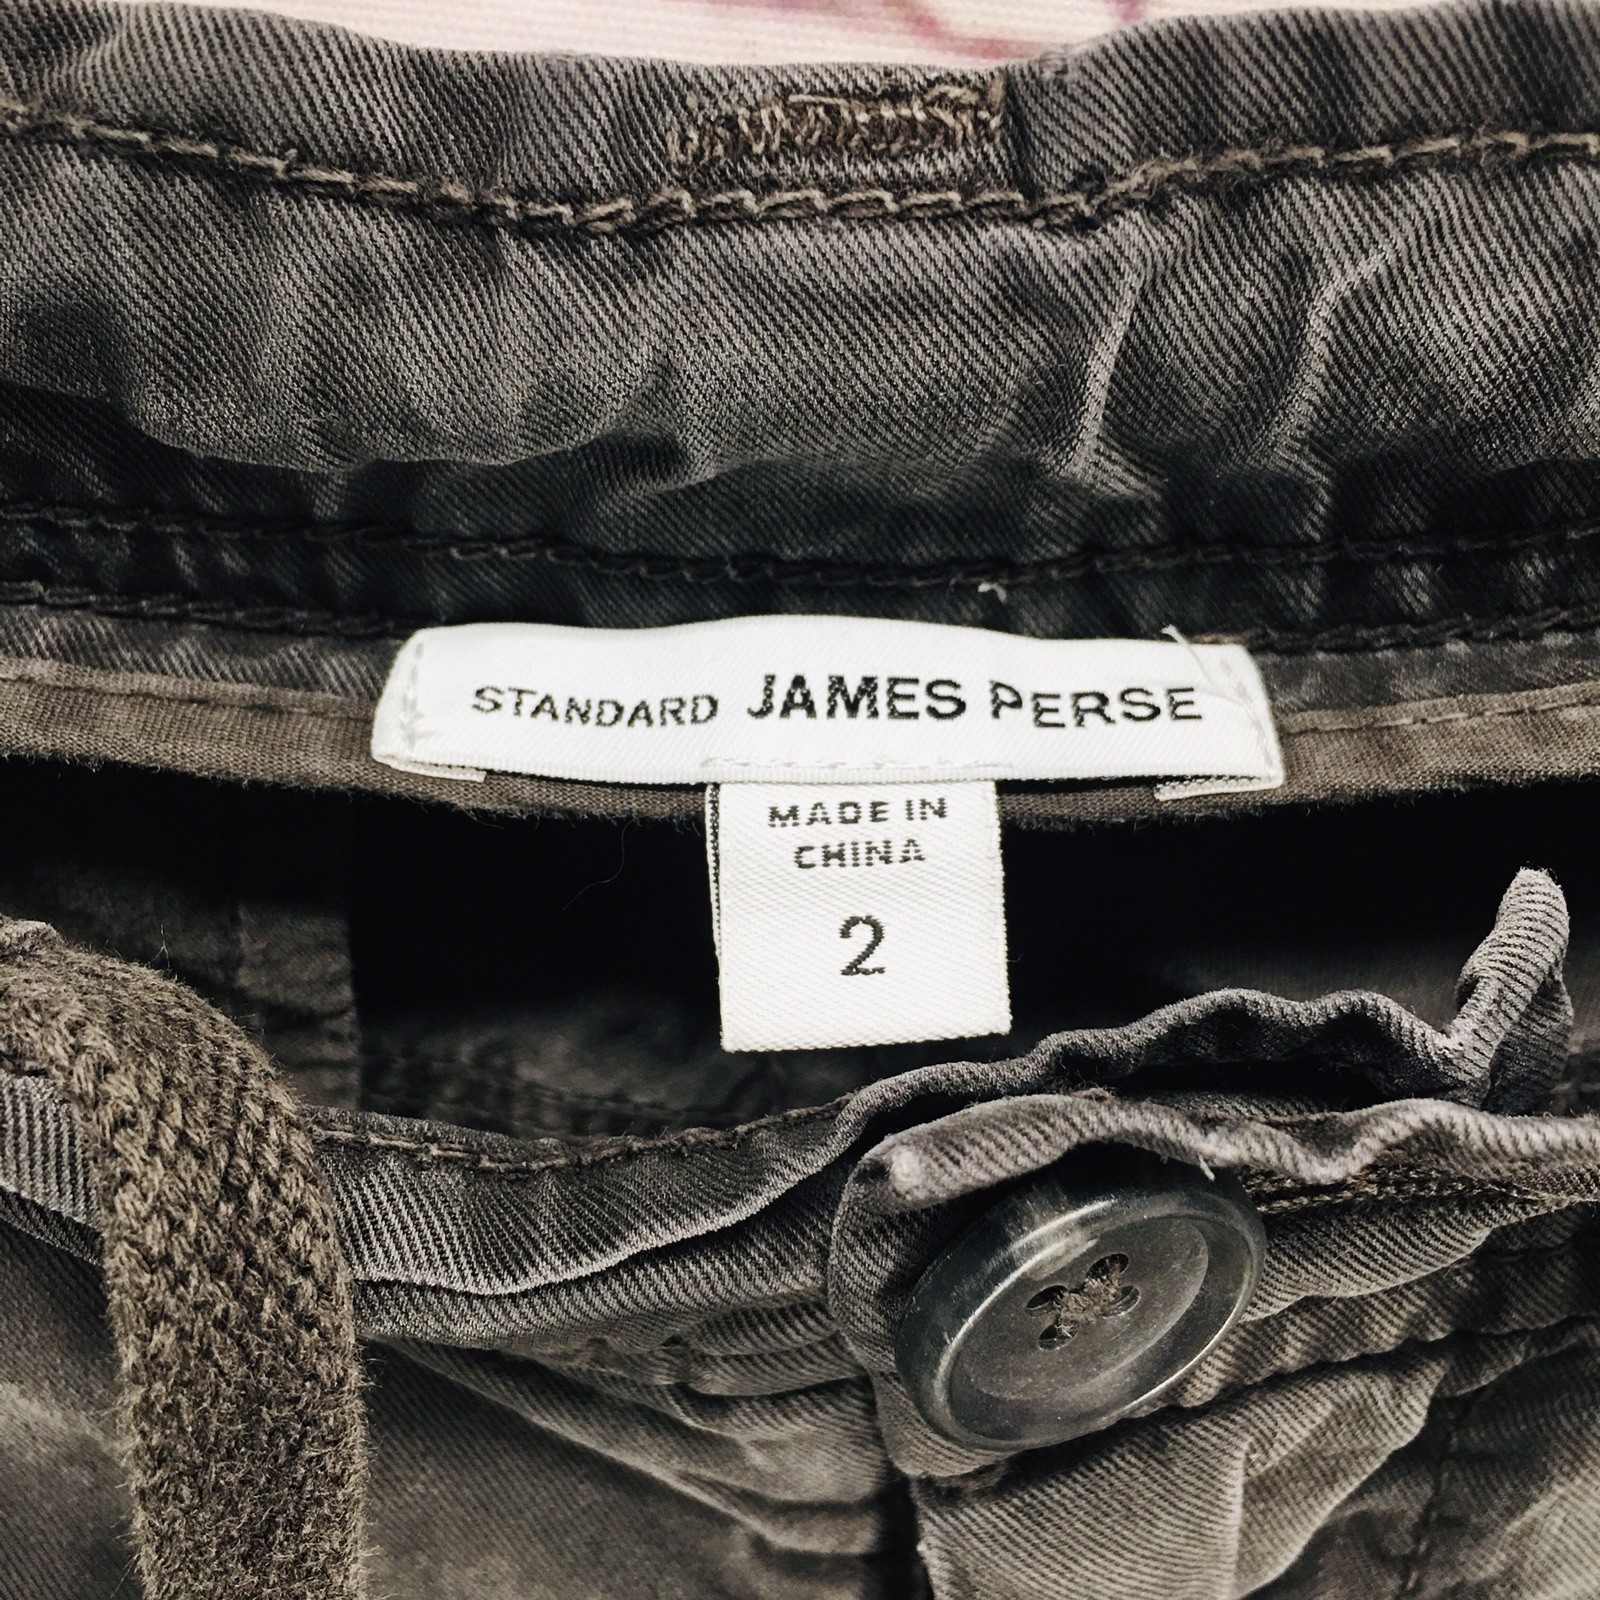 STANDARD JAMES PERSE
MADE IN
CHINA
2